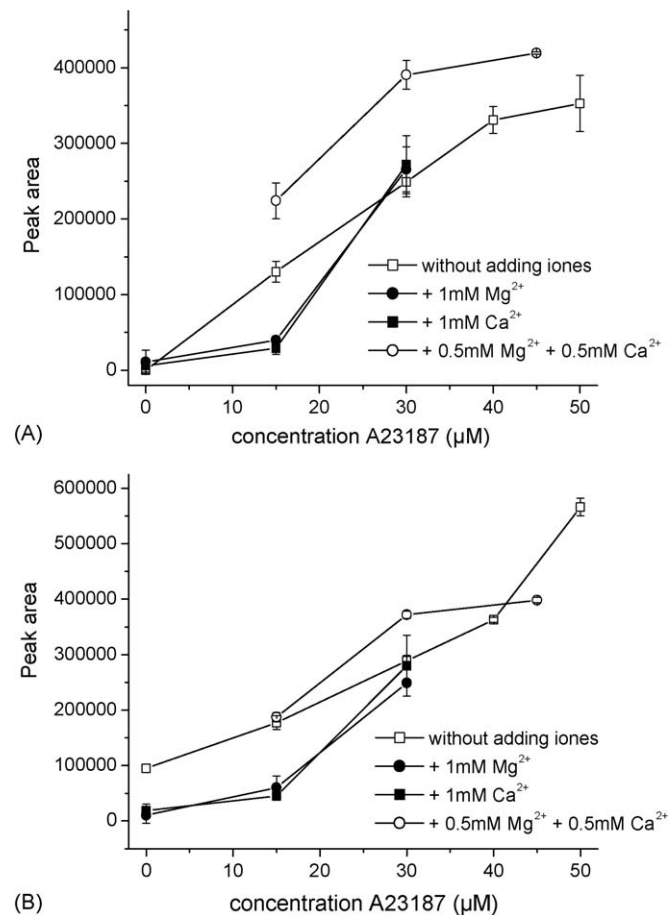 400000
300000
200000
100000
0
Peak area
without adding iones
+ 1mM Mg²⁺
+ 1mM Ca²⁺
+ 0.5mM Mg²⁺ + 0.5mM Ca²⁺
0 10 20 30 40 50
(A) concentration A23187 (µM)
600000
500000
400000
300000
200000
100000
0
Peak area
without adding iones
+ 1mM Mg²⁺
+ 1mM Ca²⁺
+ 0.5mM Mg²⁺ + 0.5mM Ca²⁺
0 10 20 30 40 50
(B) concentration A23187 (µM)